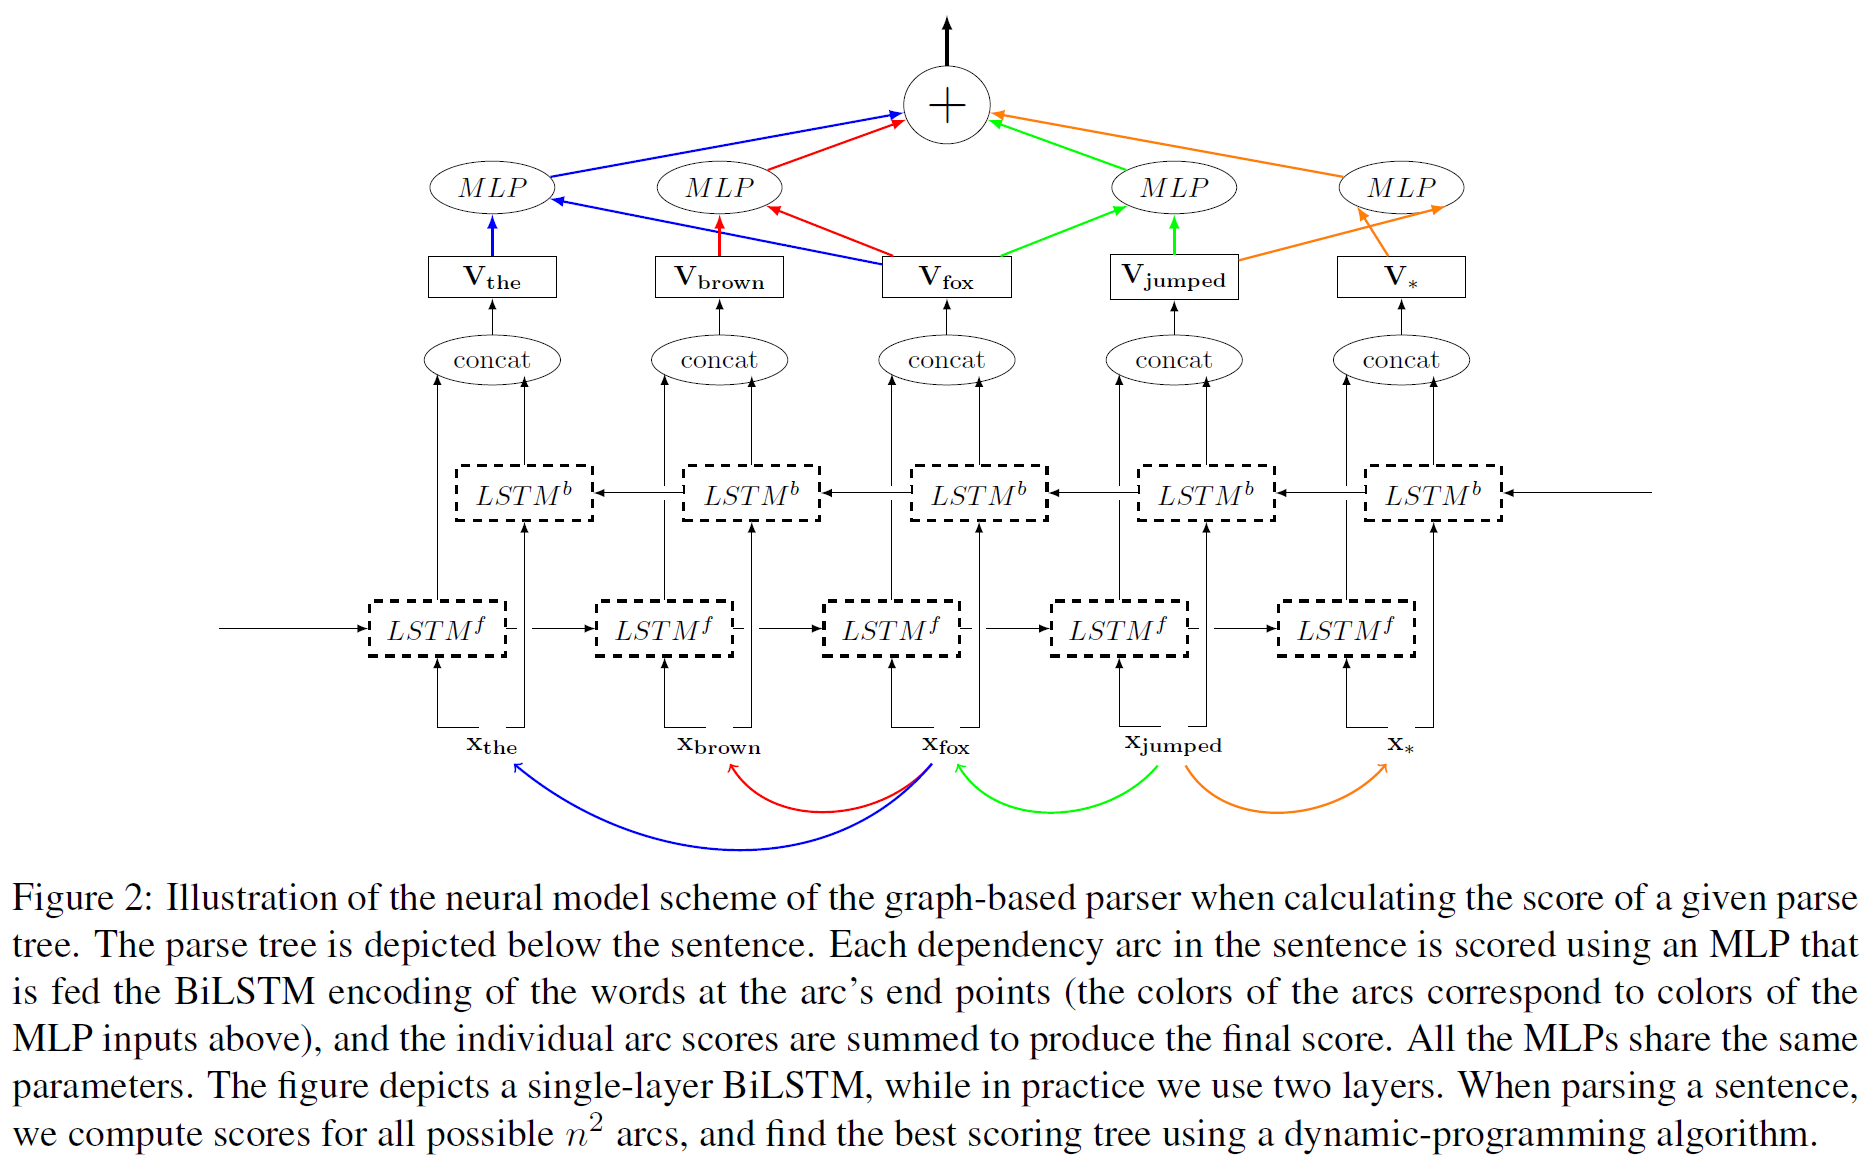 +
MLP MLP MLP MLP
V_the V_brown V_fox V_jumped V_*
concat concat concat concat concat
LSTM^b LSTM^b LSTM^b LSTM^b LSTM^b
LSTM^f LSTM^f LSTM^f LSTM^f LSTM^f
x_the x_brown x_fox x_jumped x_*
Figure 2: Illustration of the neural model scheme of the graph-based parser when calculating the score of a given parse
tree. The parse tree is depicted below the sentence. Each dependency arc in the sentence is scored using an MLP that
is fed the BiLSTM encoding of the words at the arc's end points (the colors of the arcs correspond to colors of the
MLP inputs above), and the individual arc scores are summed to produce the final score. All the MLPs share the same
parameters. The figure depicts a single-layer BiLSTM, while in practice we use two layers. When parsing a sentence,
we compute scores for all possible n² arcs, and find the best scoring tree using a dynamic-programming algorithm.